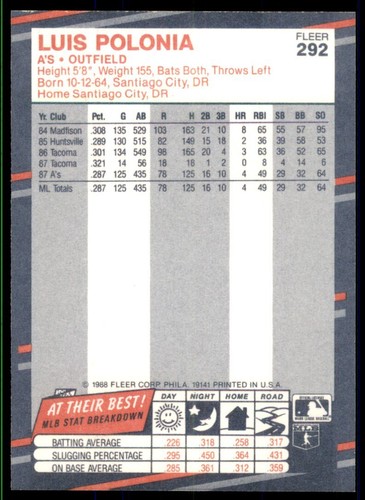 LUIS POLONIA
FLEER
292
A'S • OUTFIELD
Height 5'8", Weight 155, Bats Both, Throws Left
Born 10-12-64, Santiago City, DR
Home Santiago City, DR
Yr. Club Pct. G AB R H 2B 3B HR RBI SB BB SO
84 Madison .308 135 529 103 163 21 10 8 65 55 57 95
85 Huntsville .289 130 515 82 149 15 18 2 36 39 58 53
86 Tacoma .301 134 549 98 165 20 4 3 63 36 52 65
87 Tacoma .321 14 56 18 18 1 2 0 8 4 14 6
87 A's .287 125 435 78 125 16 10 4 49 29 32 64
ML Totals .287 125 435 78 125 16 10 4 49 29 32 64
© 1988 FLEER CORP. PHILA. 19141 PRINTED IN U.S.A.
AT THEIR BEST!
MLB STAT BREAKDOWN
DAY NIGHT HOME ROAD
BATTING AVERAGE .226 .318 .258 .317
SLUGGING PERCENTAGE .295 .450 .364 .431
ON BASE AVERAGE .285 .361 .312 .359